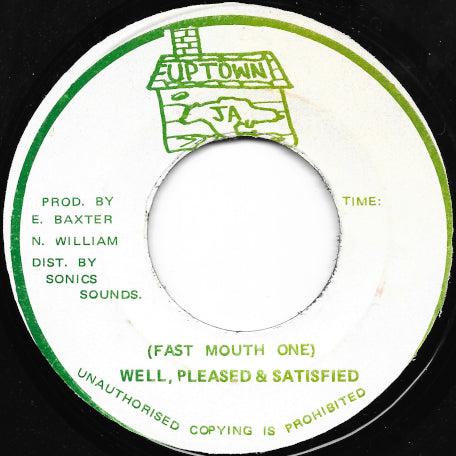 UPTOWN
JA
PROD. BY
E. BAXTER
N. WILLIAM
DIST. BY
SONICS
SOUNDS.
TIME:
(FAST MOUTH ONE)
WELL, PLEASED & SATISFIED
UNAUTHORISED COPYING IS PROHIBITED